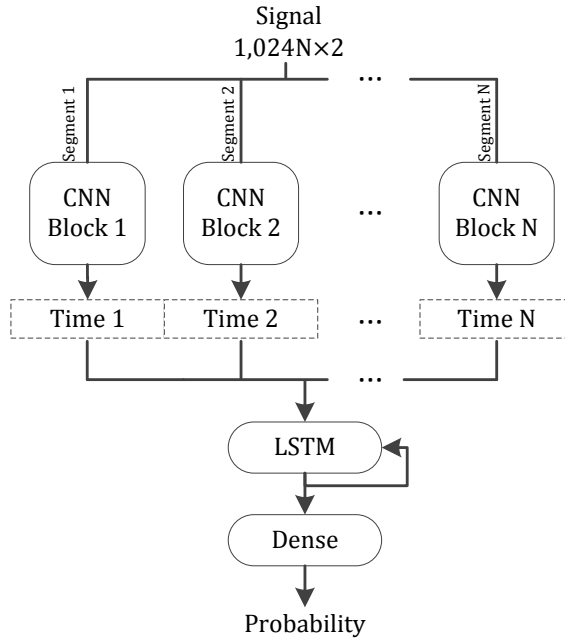 Signal
1,024N×2
...
Segment 1
Segment 2
Segment N
CNN
Block 1
CNN
Block 2
...
CNN
Block N
Time 1
Time 2
...
Time N
...
LSTM
Dense
Probability